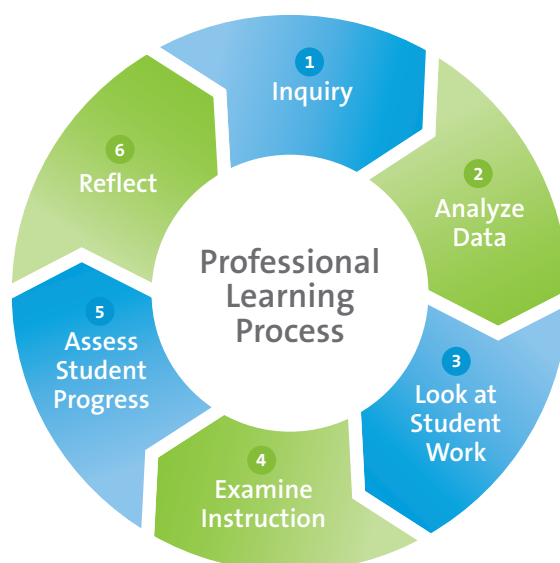 1
Inquiry
2
Analyze
Data
3
Look at
Student
Work
4
Examine
Instruction
5
Assess
Student
Progress
6
Reflect
Professional
Learning
Process